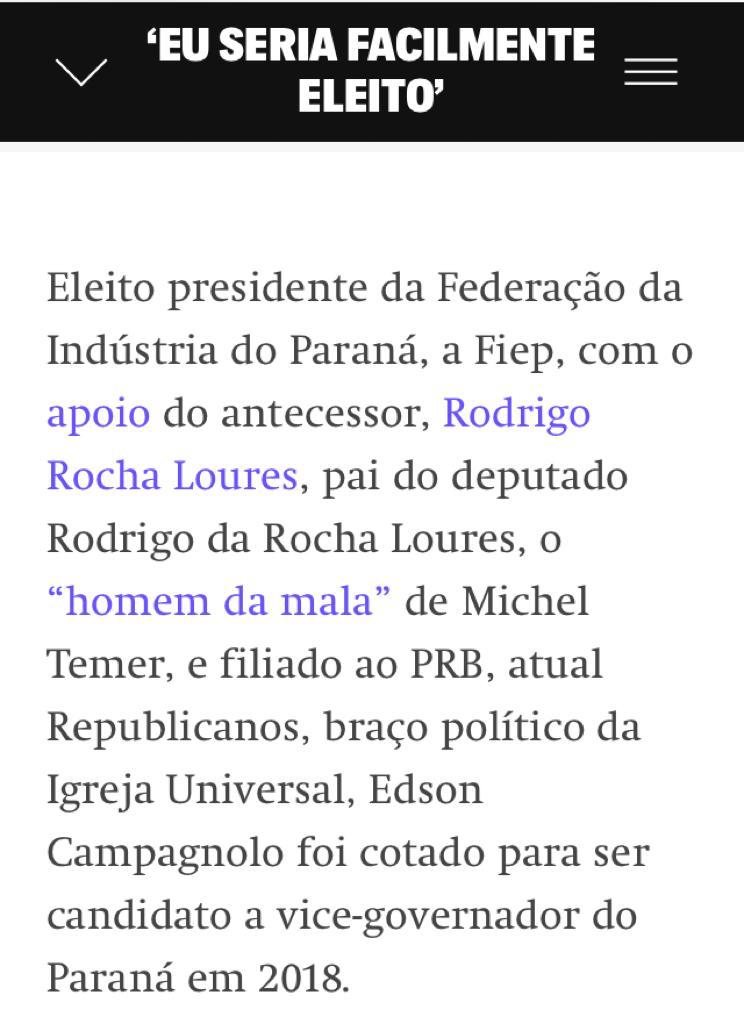 ‘EU SERIA FACILMENTE
ELEITO’
Eleito presidente da Federação da
Indústria do Paraná, a Fiep, com o
apoio do antecessor, Rodrigo
Rocha Loures, pai do deputado
Rodrigo da Rocha Loures, o
“homem da mala” de Michel
Temer, e filiado ao PRB, atual
Republicanos, braço político da
Igreja Universal, Edson
Campagnolo foi cotado para ser
candidato a vice-governador do
Paraná em 2018.